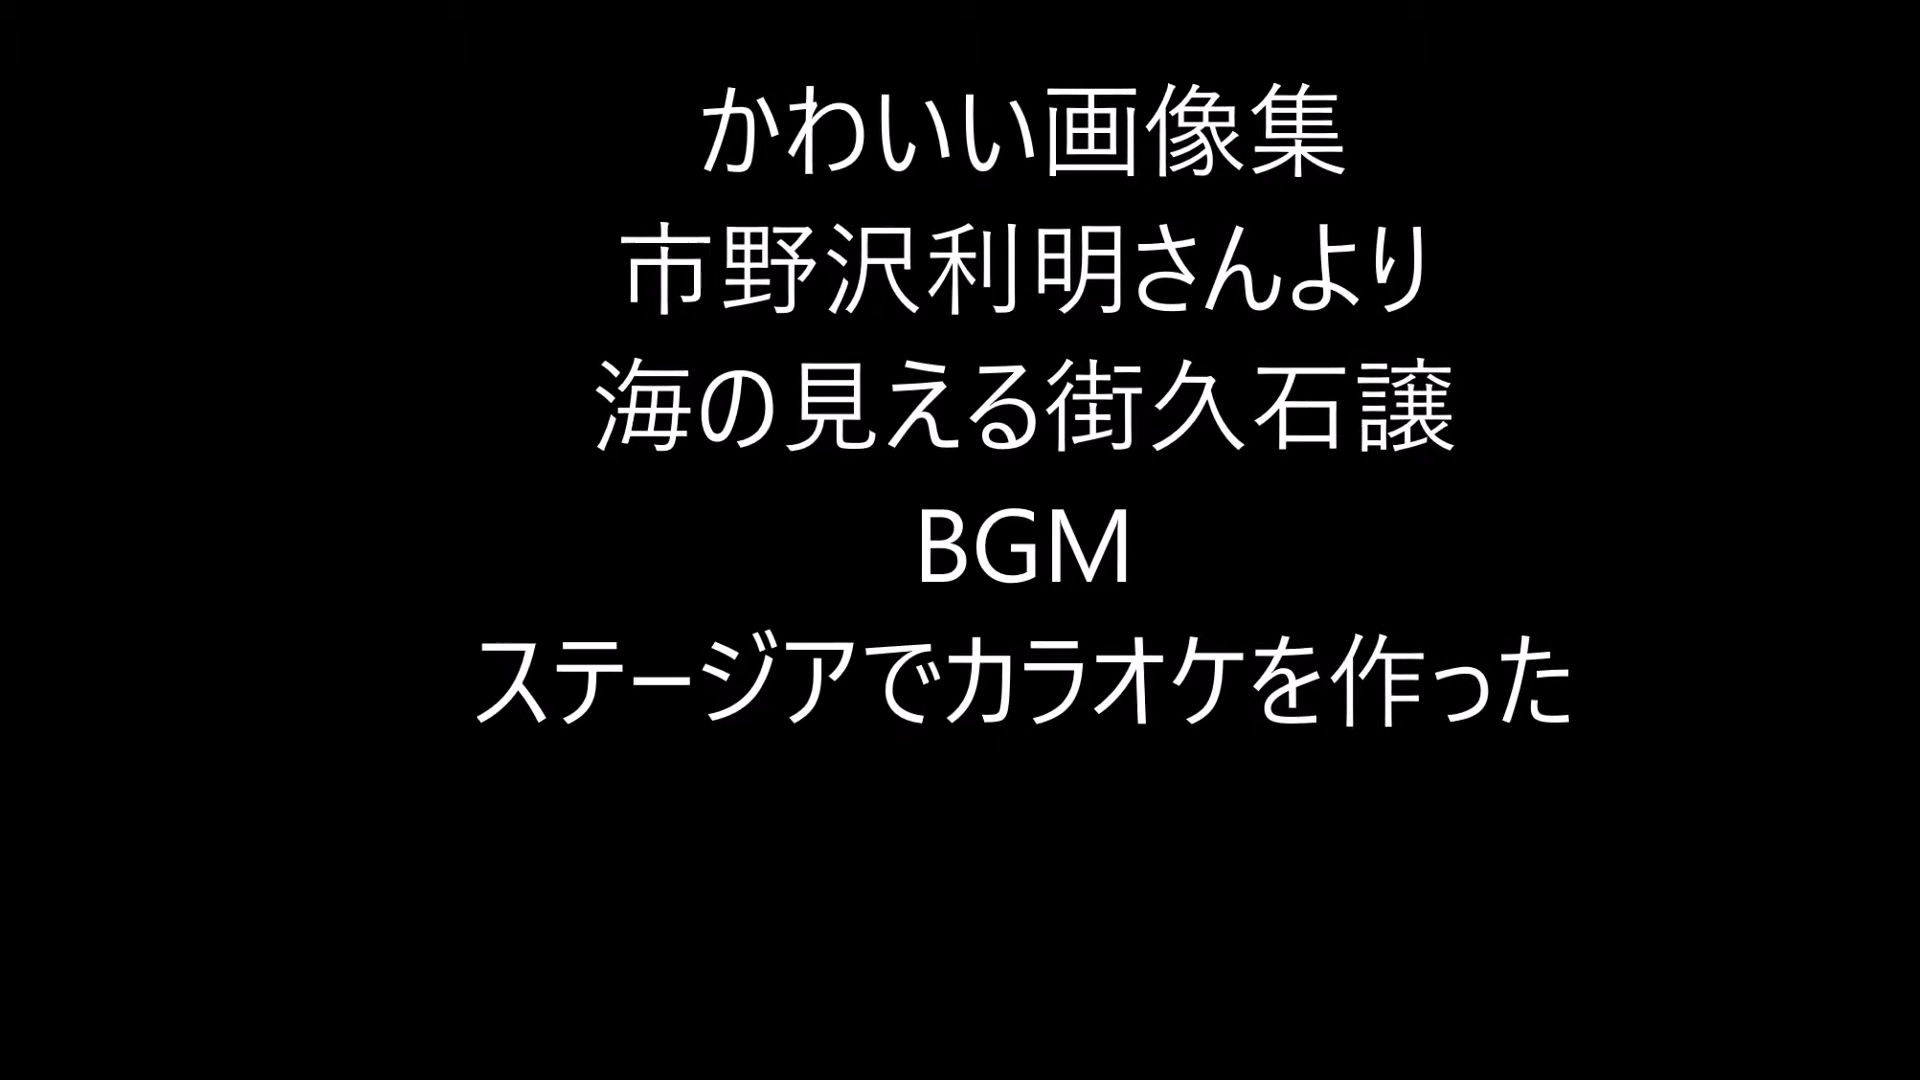 かわいい画像集
市野沢利明さんより
海の見える街久石譲
BGM
ステージアでカラオケを作った